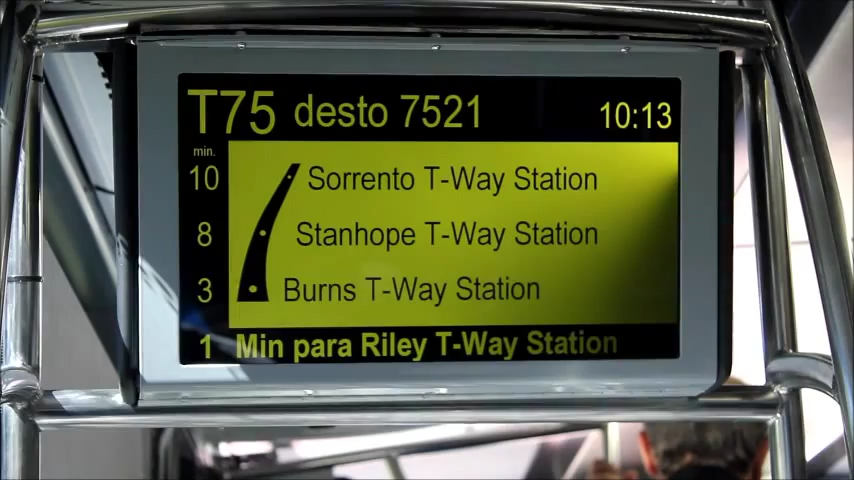 T75 desto 7521 10:13
min.
10 Sorrento T-Way Station
8 Stanhope T-Way Station
3 Burns T-Way Station
1 Min para Riley T-Way Station